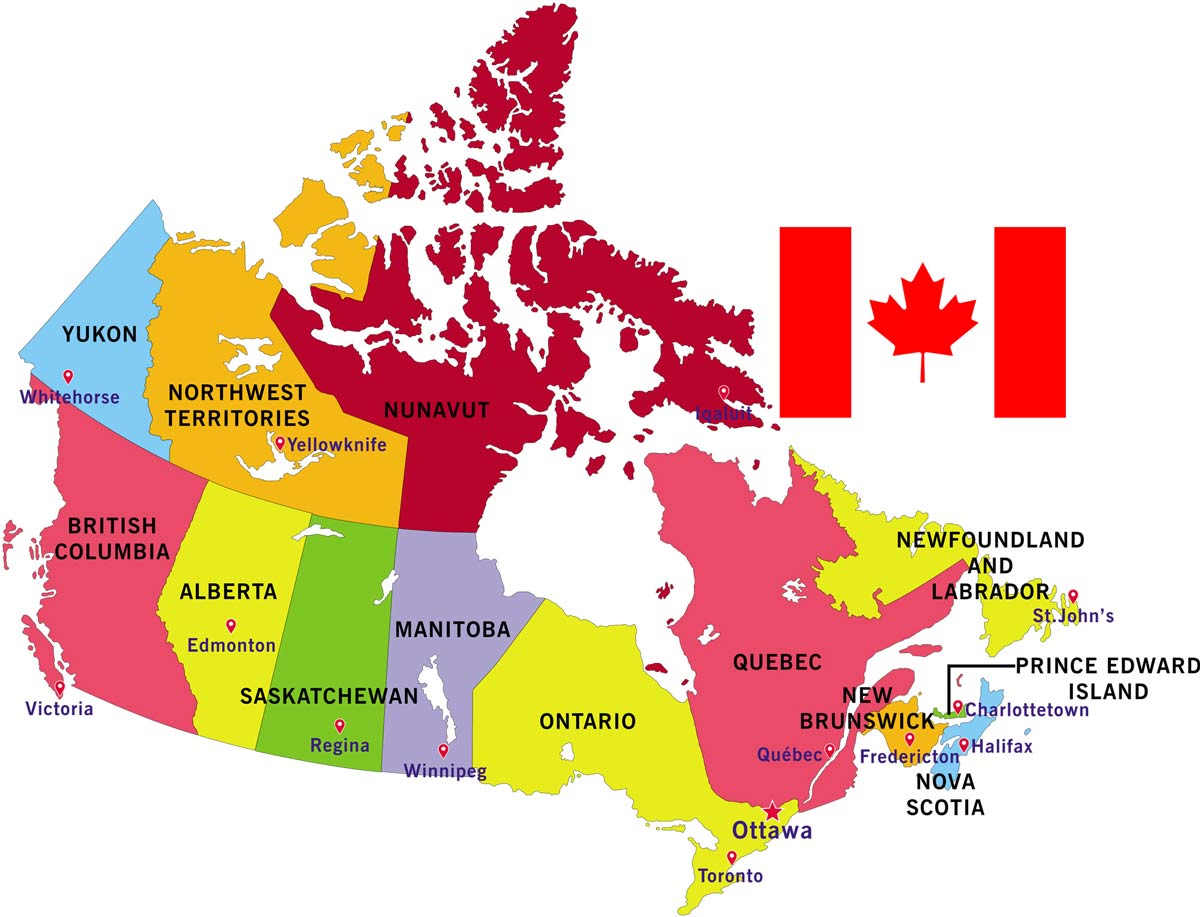 YUKON
Whitehorse
NORTHWEST
TERRITORIES
Yellowknife
NUNAVUT
Iqaluit
BRITISH
COLUMBIA
Victoria
ALBERTA
Edmonton
SASKATCHEWAN
Regina
MANITOBA
Winnipeg
ONTARIO
Ottawa
Toronto
QUEBEC
Québec
NEWFOUNDLAND
AND
LABRADOR
St.John's
PRINCE EDWARD
ISLAND
Charlottetown
NEW
BRUNSWICK
Fredericton
Halifax
NOVA
SCOTIA